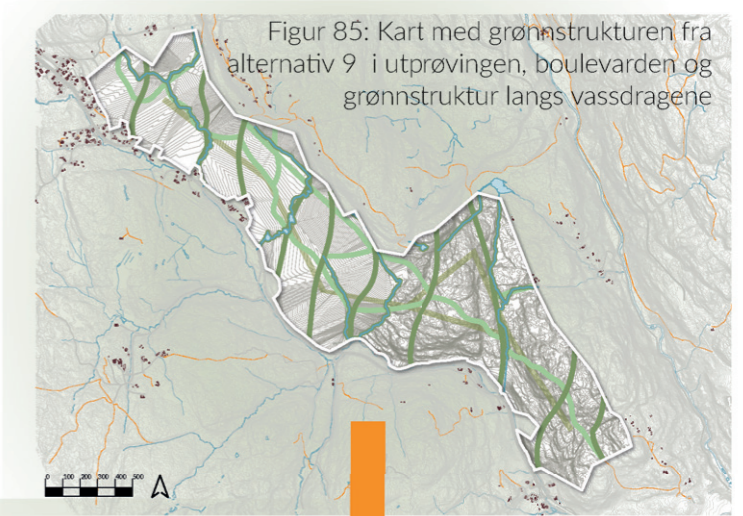 Figur 85: Kart med grønnstrukturen fra
alternativ 9 i utprøvingen, boulevarden og
grønnstruktur langs vassdragene
0 100 200 300 400 500